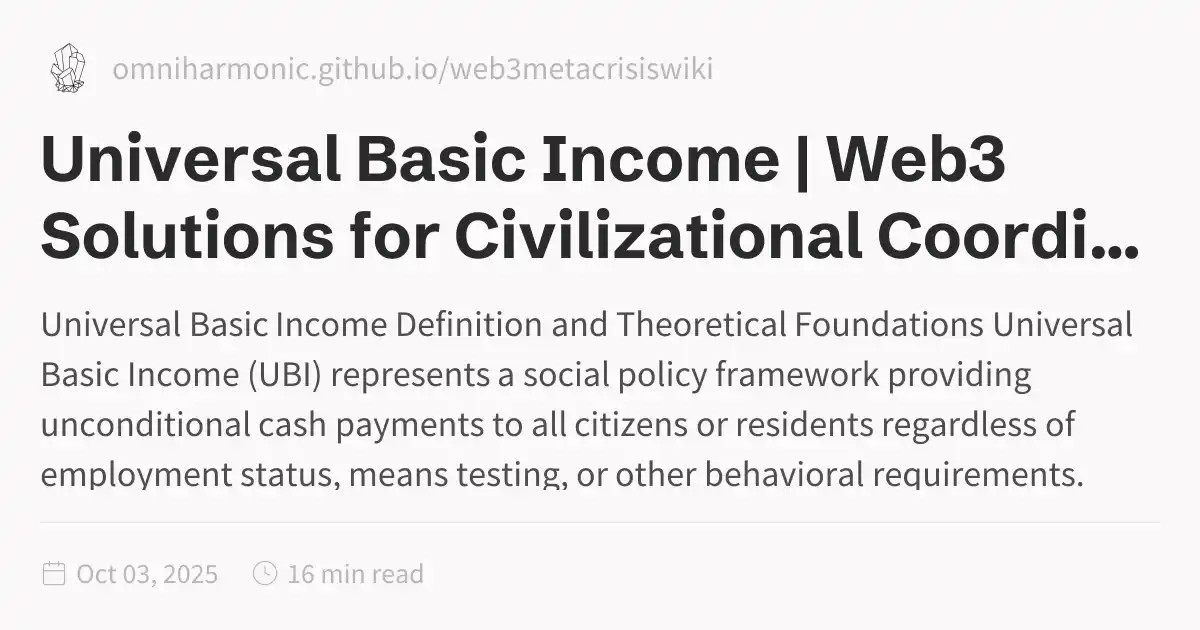 omniharmonic.github.io/web3metacrisiswiki
Universal Basic Income | Web3
Solutions for Civilizational Coordi...
Universal Basic Income Definition and Theoretical Foundations Universal
Basic Income (UBI) represents a social policy framework providing
unconditional cash payments to all citizens or residents regardless of
employment status, means testing, or other behavioral requirements.
Oct 03, 2025
16 min read